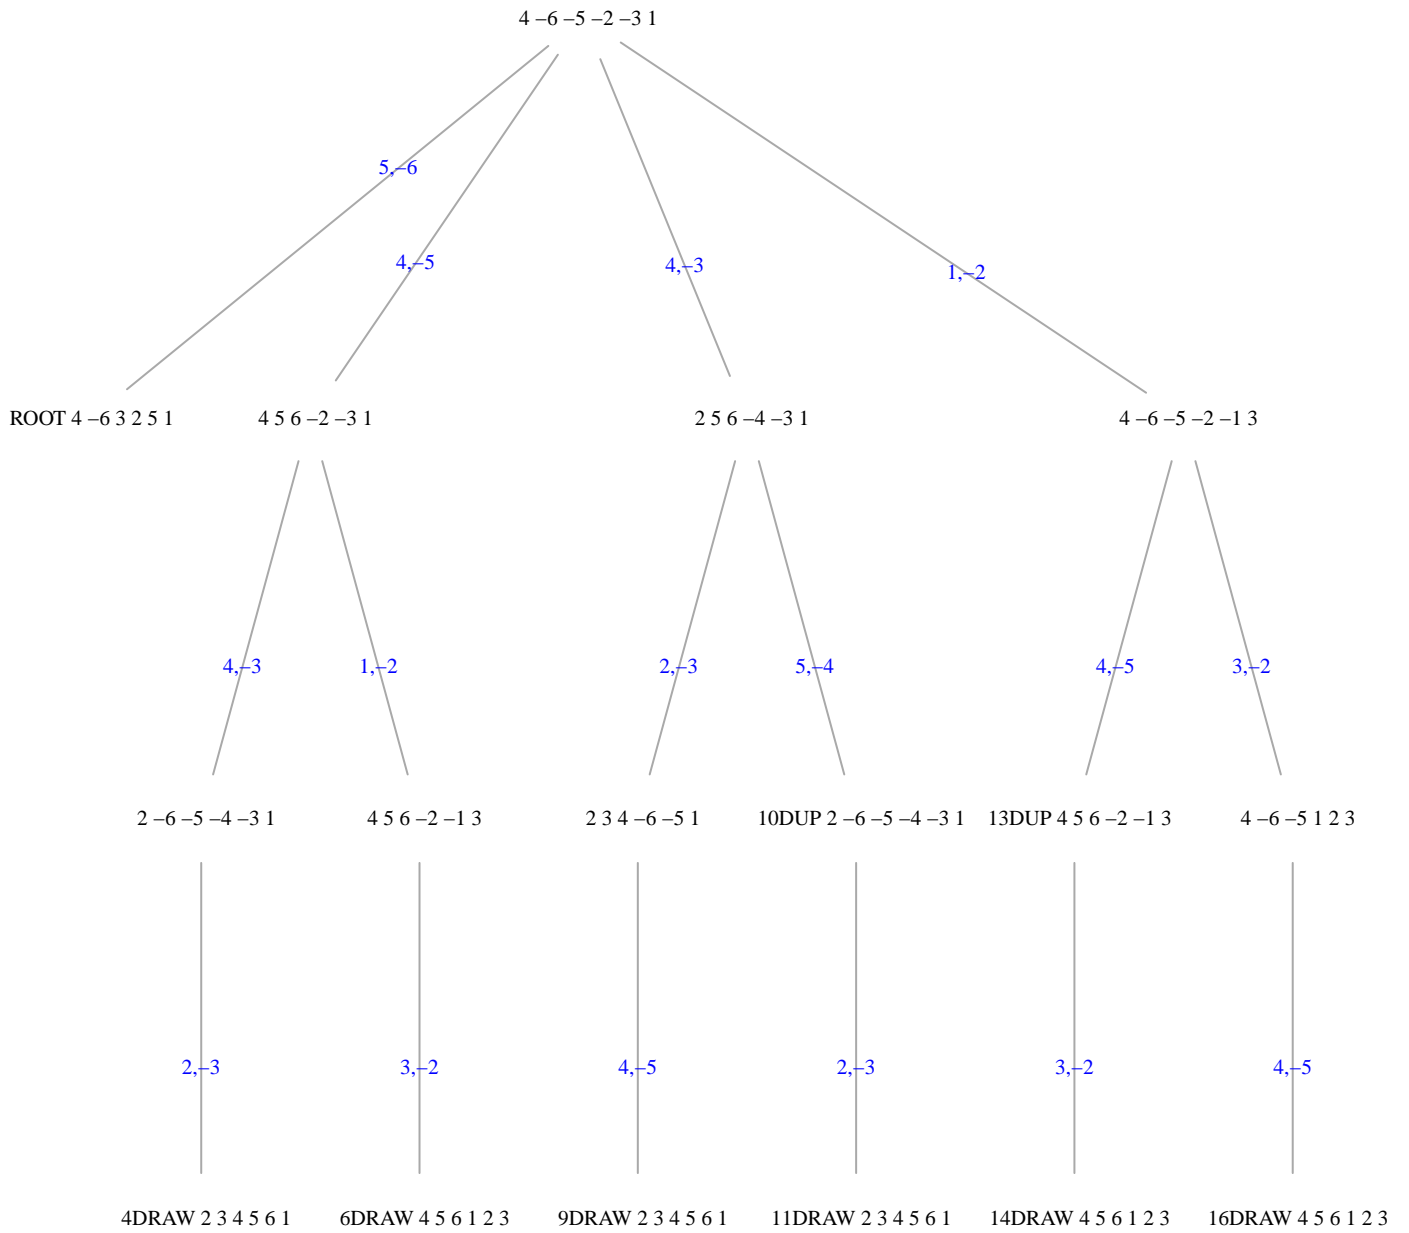 4 –6 –5 –2 –3 1
5,–6
4,–5
4,–3
1,–2
ROOT 4 –6 3 2 5 1
4 5 6 –2 –3 1
2 5 6 –4 –3 1
4 –6 –5 –2 –1 3
4,–3
1,–2
2,–3
5,–4
4,–5
3,–2
2 –6 –5 –4 –3 1
4 5 6 –2 –1 3
2 3 4 –6 –5 1
10DUP 2 –6 –5 –4 –3 1
13DUP 4 5 6 –2 –1 3
4 –6 –5 1 2 3
2,–3
3,–2
4,–5
2,–3
3,–2
4,–5
4DRAW 2 3 4 5 6 1
6DRAW 4 5 6 1 2 3
9DRAW 2 3 4 5 6 1
11DRAW 2 3 4 5 6 1
14DRAW 4 5 6 1 2 3
16DRAW 4 5 6 1 2 3